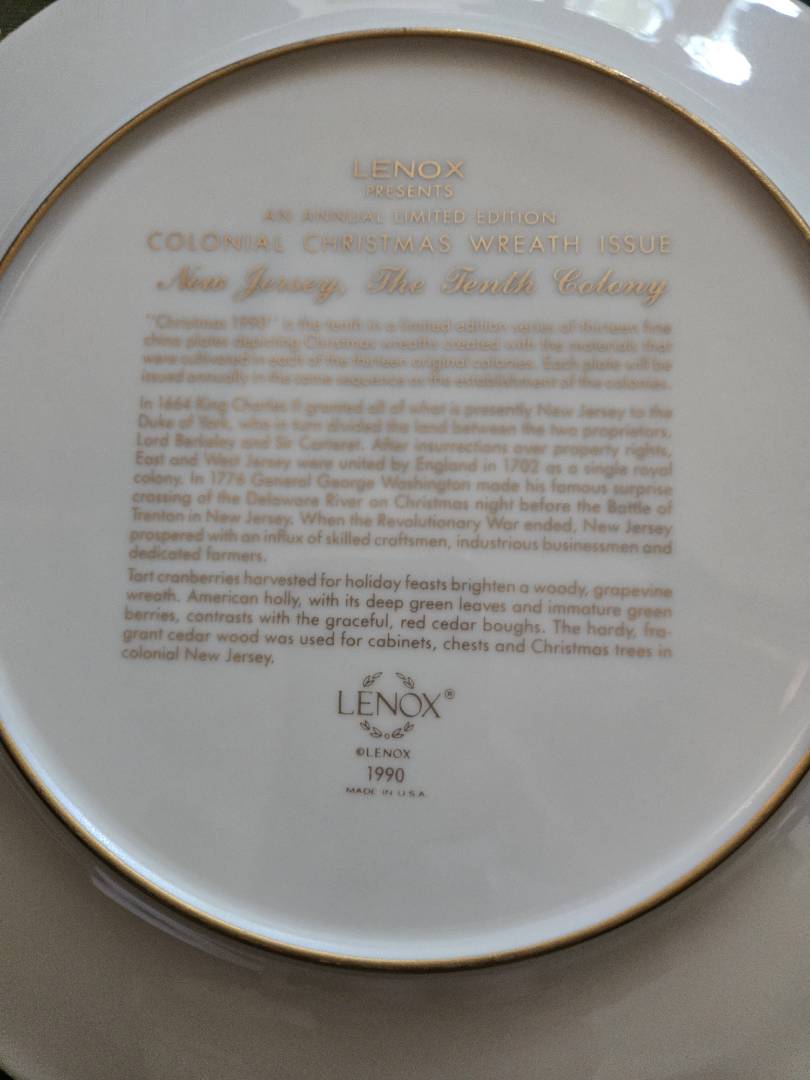 LENOX
PRESENTS
AN ANNUAL LIMITED EDITION
COLONIAL CHRISTMAS WREATH ISSUE
New Jersey, The Tenth Colony
"Christmas 1990" is the tenth in a limited edition series of thirteen fine
china plates depicting Christmas wreaths created with the materials that
were cultivated in each of the thirteen original colonies. Each plate will be
issued annually in the same sequence as the establishment of the colonies.
In 1664 King Charles II granted all of what is presently New Jersey to the
Duke of York, who in turn divided the land between the two proprietors,
Lord Berkeley and Sir Carteret. After insurrections over property rights,
East and West Jersey were united by England in 1702 as a single royal
colony. In 1776 General George Washington made his famous surprise
crossing of the Delaware River on Christmas night before the Battle of
Trenton in New Jersey. When the Revolutionary War ended, New Jersey
prospered with an influx of skilled craftsmen, industrious businessmen and
dedicated farmers.
Tart cranberries harvested for holiday feasts brighten a woody, grapevine
wreath. American holly, with its deep green leaves and immature green
berries, contrasts with the graceful, red cedar boughs. The hardy, fra-
grant cedar wood was used for cabinets, chests and Christmas trees in
colonial New Jersey.
LENOX®
©LENOX
1990
MADE IN U.S.A.